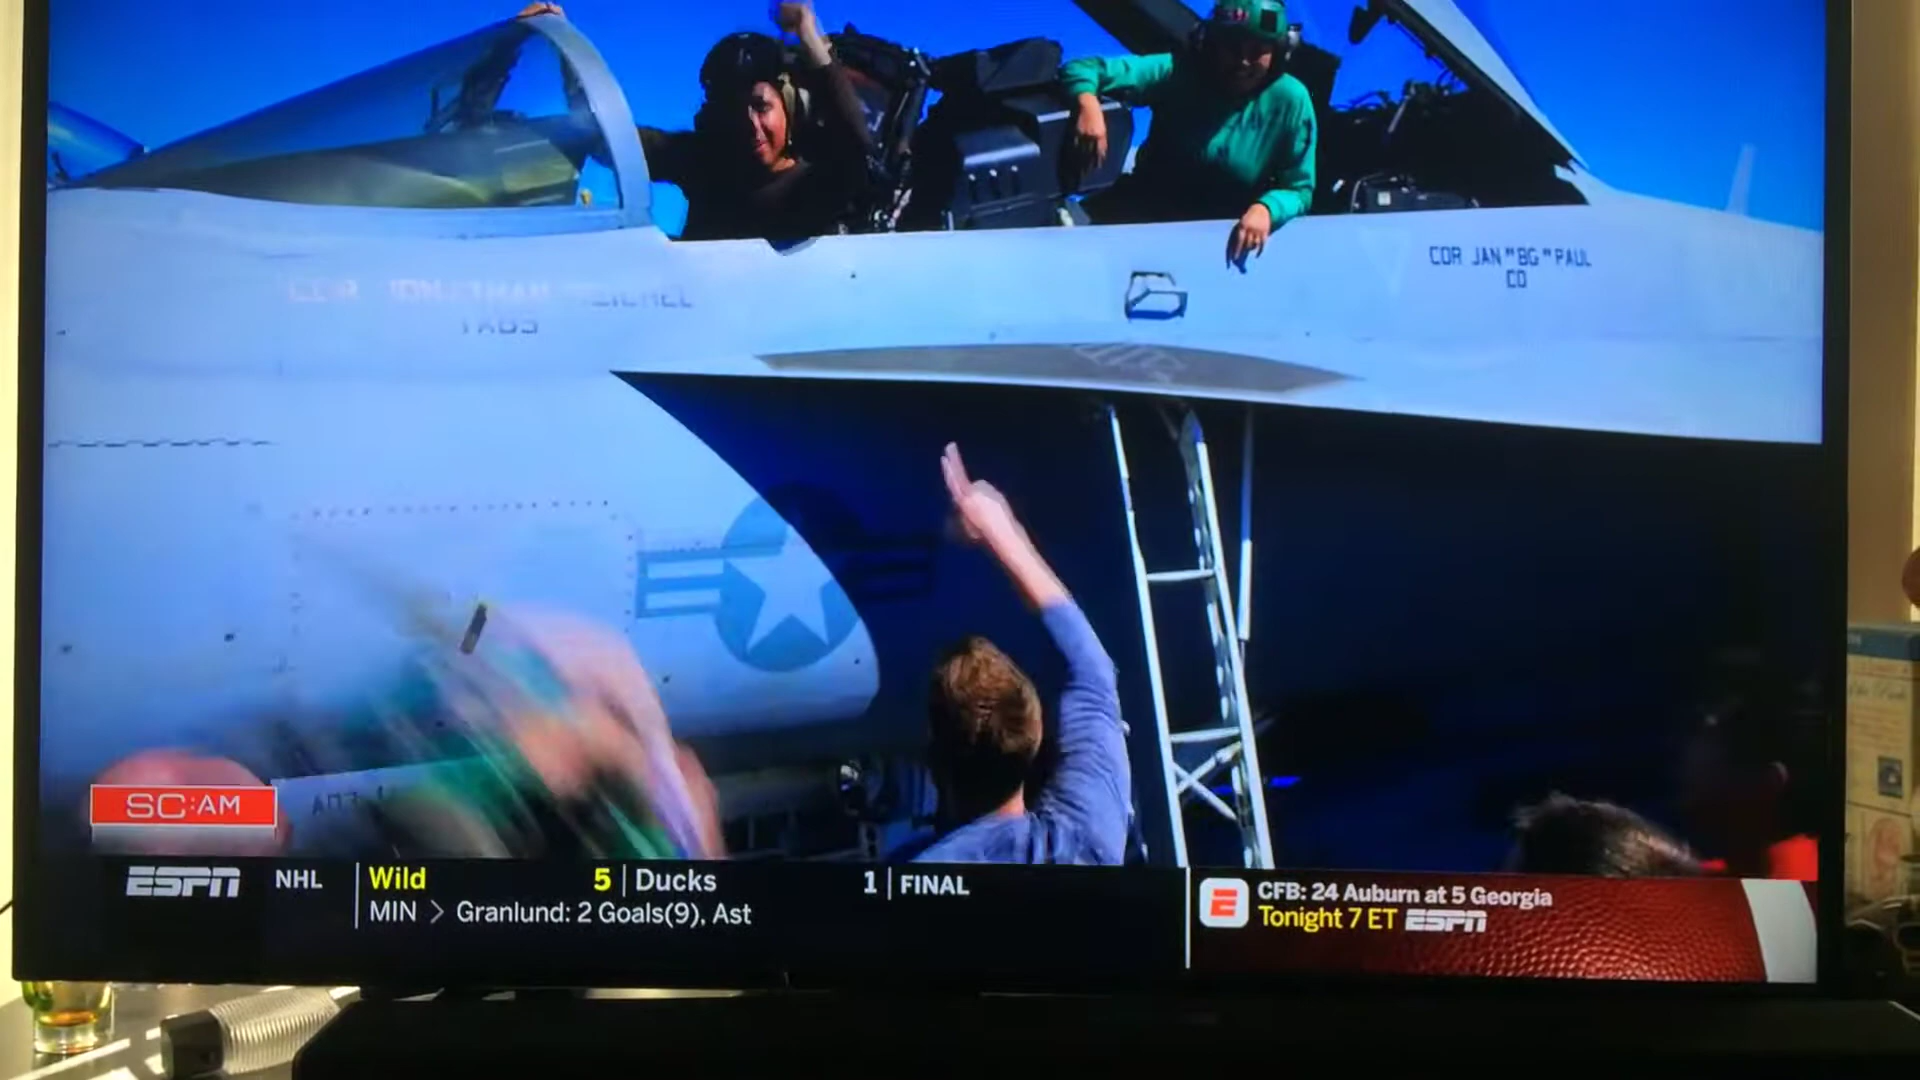 COR JAN "BG" PAUL
CO
SC:AM
ESPN NHL Wild 5 Ducks 1 FINAL
MIN > Granlund: 2 Goals(9), Ast
CFB: 24 Auburn at 5 Georgia
Tonight 7 ET ESPN